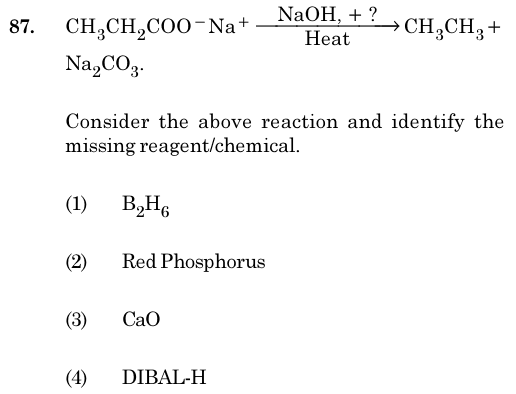 87. CH₃CH₂COO⁻Na⁺ NaOH, + ? Heat → CH₃CH₃ +
Na₂CO₃.
Consider the above reaction and identify the
missing reagent/chemical.
(1) B₂H₆
(2) Red Phosphorus
(3) CaO
(4) DIBAL-H